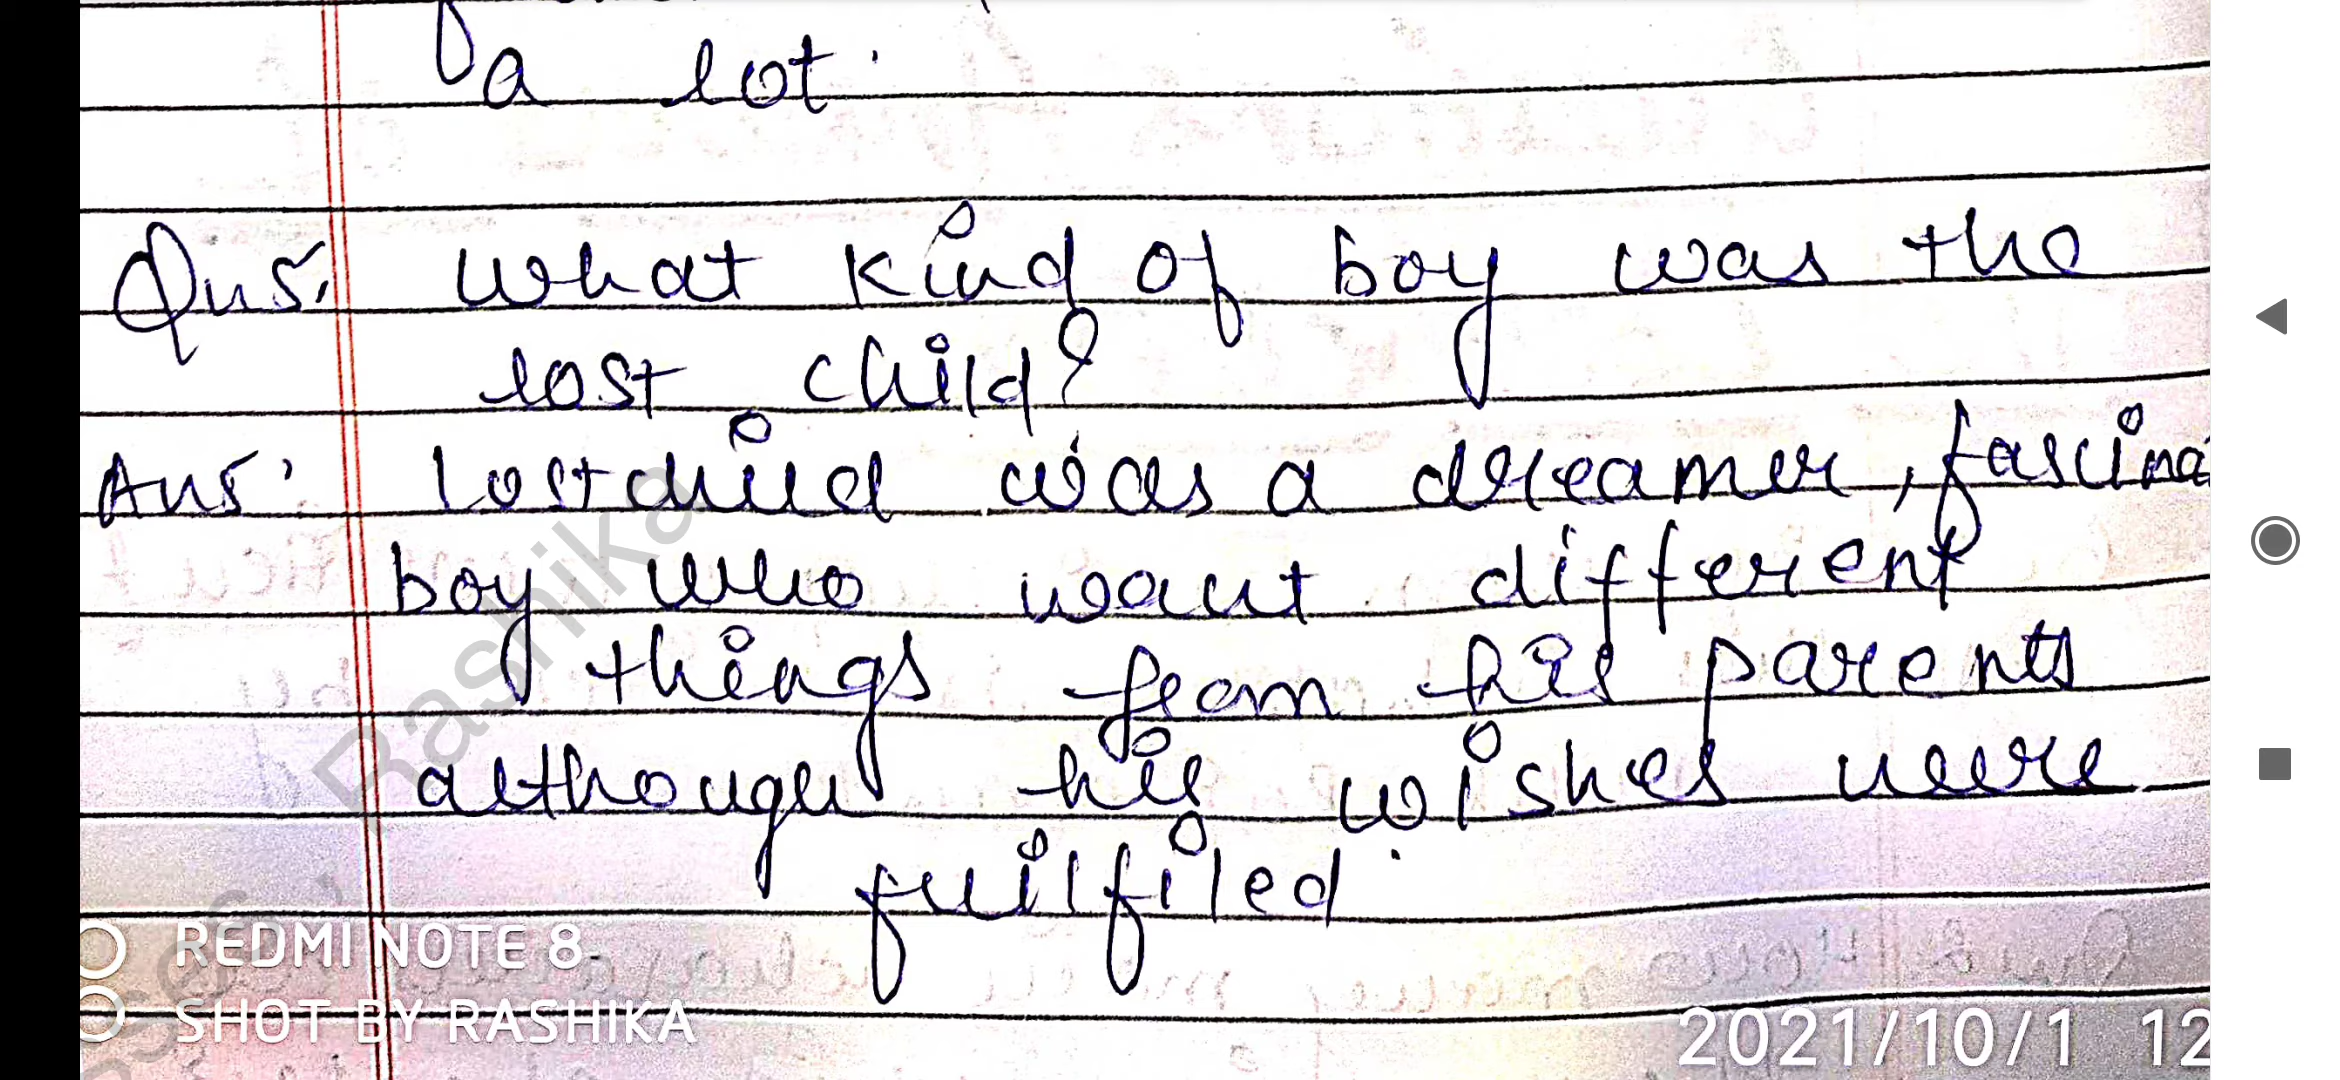 a lot.
Qus. What kind of boy was the
lost child?
Ans. lost child was a dreamer, fascina
boy who want different
things from his parents
although his wishes were
fuilfiled.
Rashika
REDMI NOTE 8
SHOT BY RASHIKA
2021/10/1 12